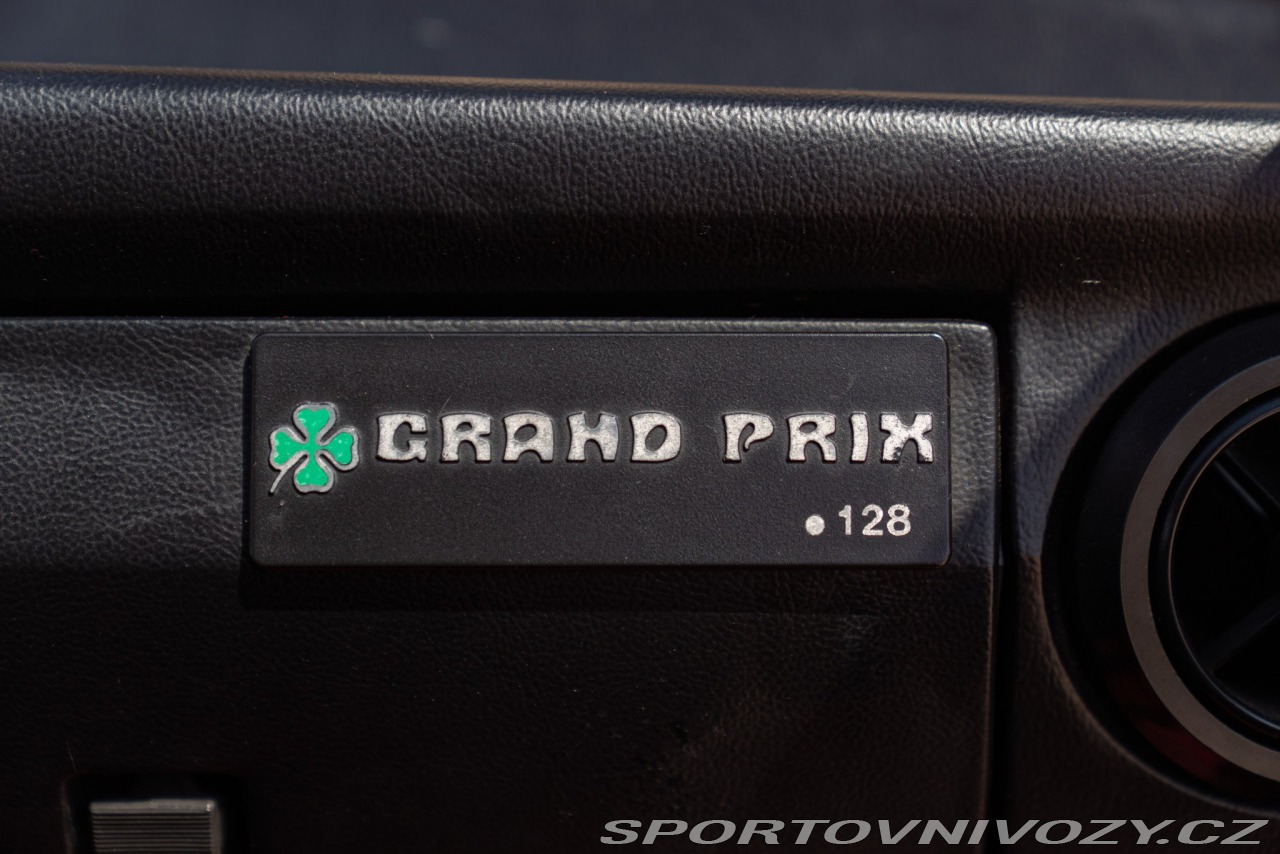 GRAND PRIX
•128
SPORTOVNIVOZY.CZ